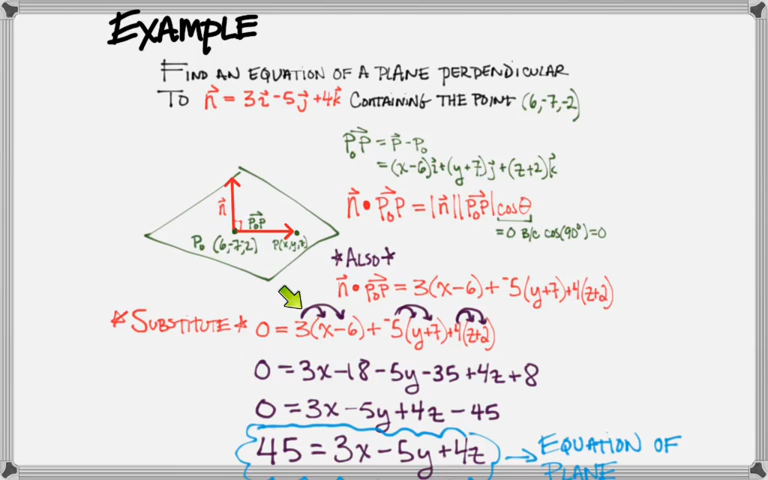 EXAMPLE
FIND AN EQUATION OF A PLANE PERPENDICULAR
TO n⃗ = 3i⃗ -5j⃗ +4k⃗ CONTAINING THE POINT (6,-7,-2)
P₀P⃗ = P⃗ - P₀
= (x-6)i⃗+(y+7)j⃗+(z+2)k⃗
n⃗
P₀P⃗
P₀ (6,-7,-2)
P(x,y,z)
n⃗ • P₀P⃗ = |n⃗||P₀P⃗|cosθ
=0 B/c cos(90°)=0
*ALSO*
n⃗ • P₀P⃗ = 3(x-6)+⁻5(y+7)+4(z+2)
*SUBSTITUTE* 0 = 3(x-6)+⁻5(y+7)+4(z+2)
0 = 3x-18-5y-35+4z+8
0 = 3x-5y+4z-45
45 = 3x-5y+4z → EQUATION OF
PLANE